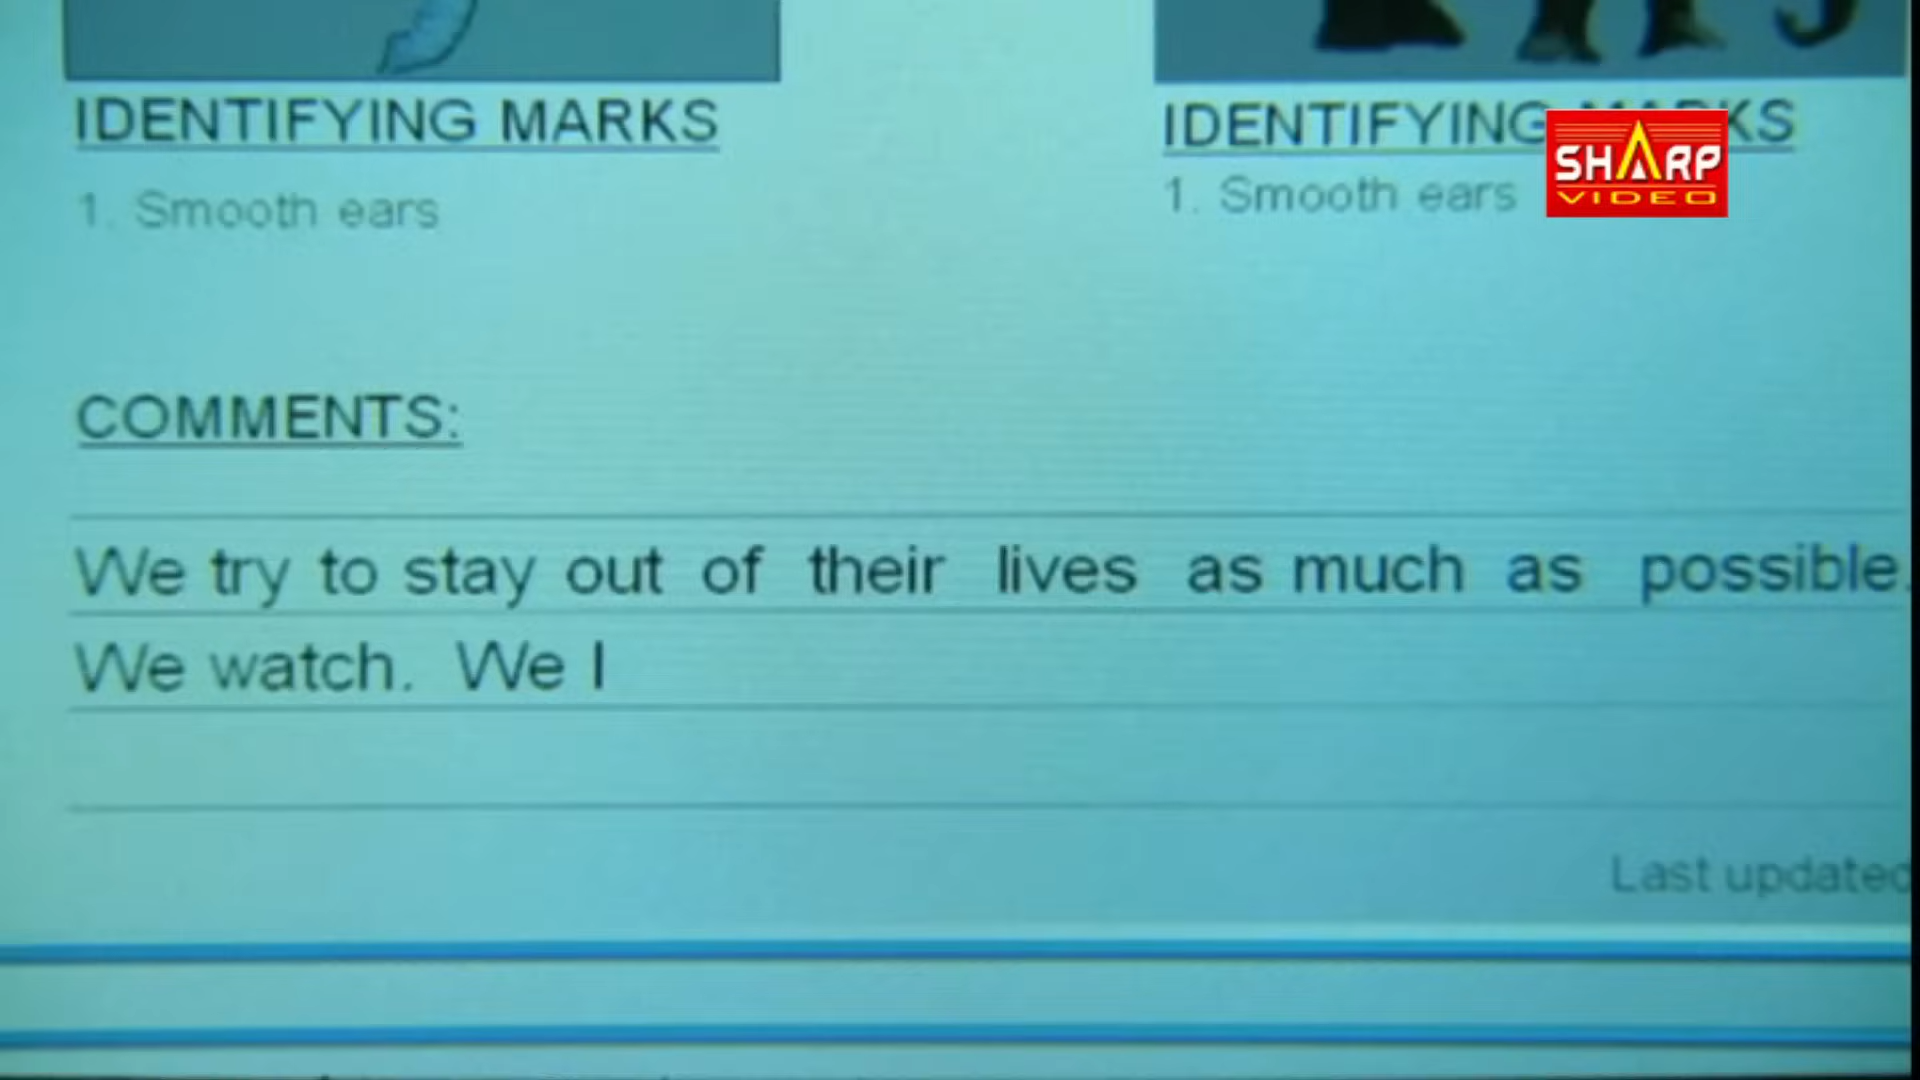 IDENTIFYING MARKS
1. Smooth ears
IDENTIFYING MARKS
1. Smooth ears
SHARP
VIDEO
COMMENTS:
We try to stay out of their lives as much as possible.
We watch. We l
Last updated